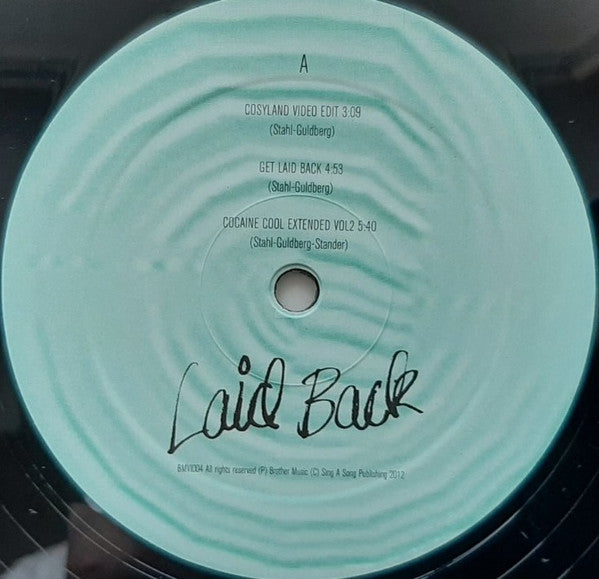 A
COSYLAND VIDEO EDIT 3:09
(Stahl-Guldberg)
GET LAID BACK 4:53
(Stahl-Guldberg)
COCAINE COOL EXTENDED VOL2 5:40
(Stahl-Guldberg-Stander)
Laid Back
BMVI004 All rights reserved (P) Brother Music (C) Sing A Song Publishing 2012